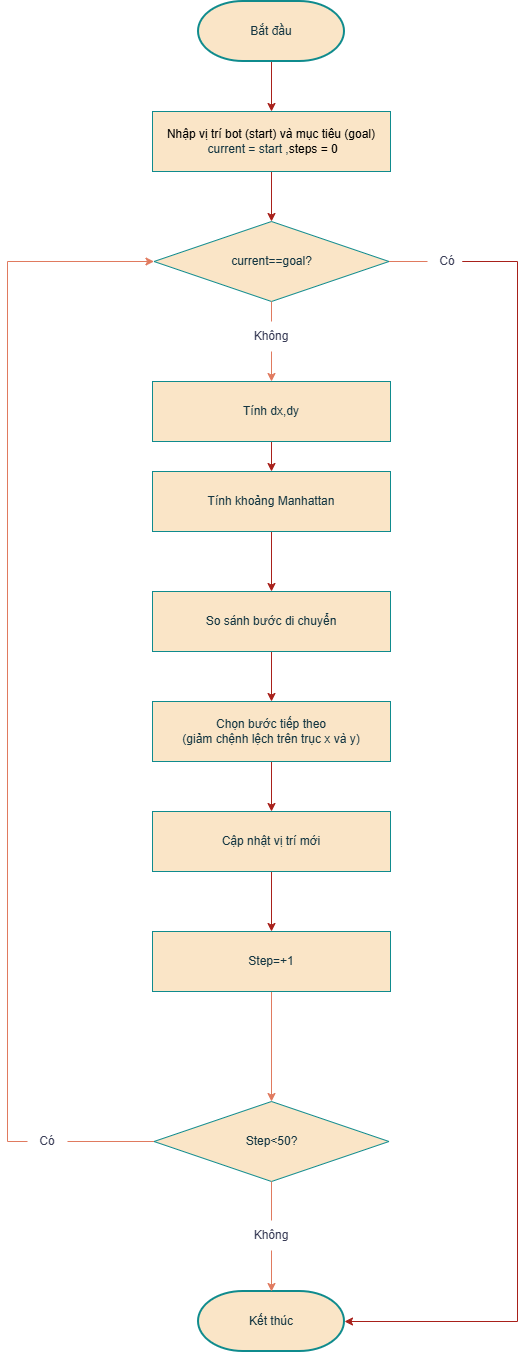 Bắt đầu
Nhập vị trí bot (start) và mục tiêu (goal)
current = start ,steps = 0
current==goal?
Có
Không
Tính dx,dy
Tính khoảng Manhattan
So sánh bước di chuyển
Chọn bước tiếp theo
(giảm chệnh lệch trên trục x và y)
Cập nhật vị trí mới
Step=+1
Step<50?
Có
Không
Kết thúc